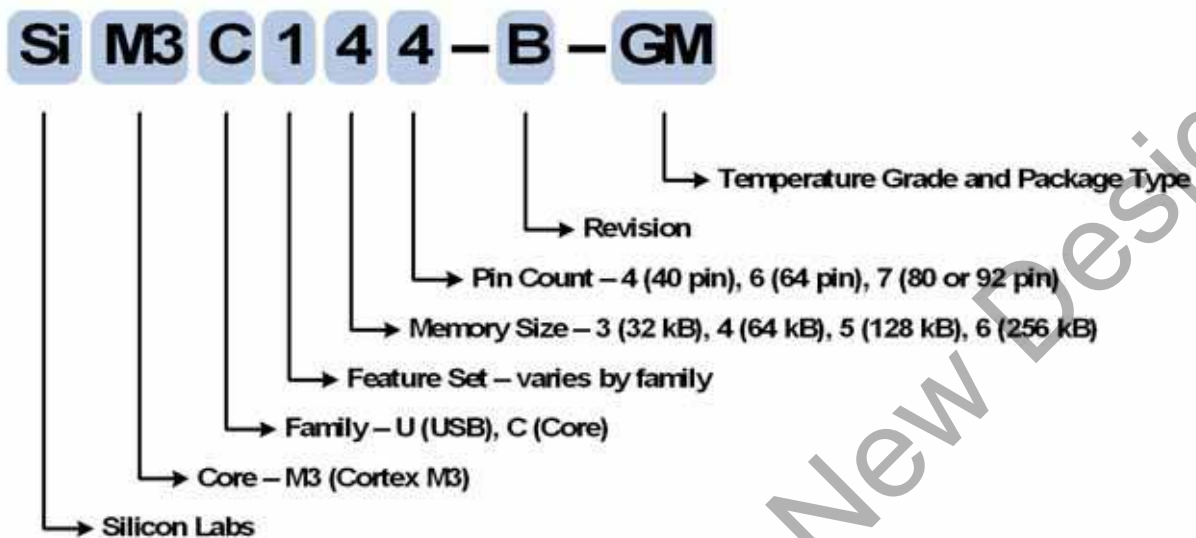 Si M3 C 1 4 4 – B – GM
Temperature Grade and Package Type
Revision
Pin Count – 4 (40 pin), 6 (64 pin), 7 (80 or 92 pin)
Memory Size – 3 (32 kB), 4 (64 kB), 5 (128 kB), 6 (256 kB)
Feature Set – varies by family
Family – U (USB), C (Core)
Core – M3 (Cortex M3)
Silicon Labs
New